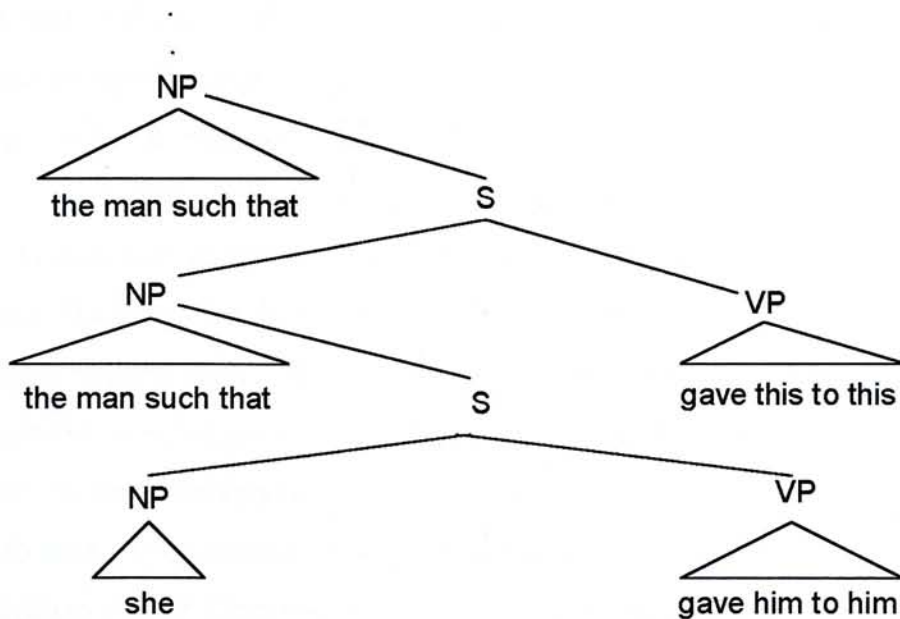 NP
the man such that
S
NP
VP
the man such that
S
gave this to this
NP
VP
she
gave him to him